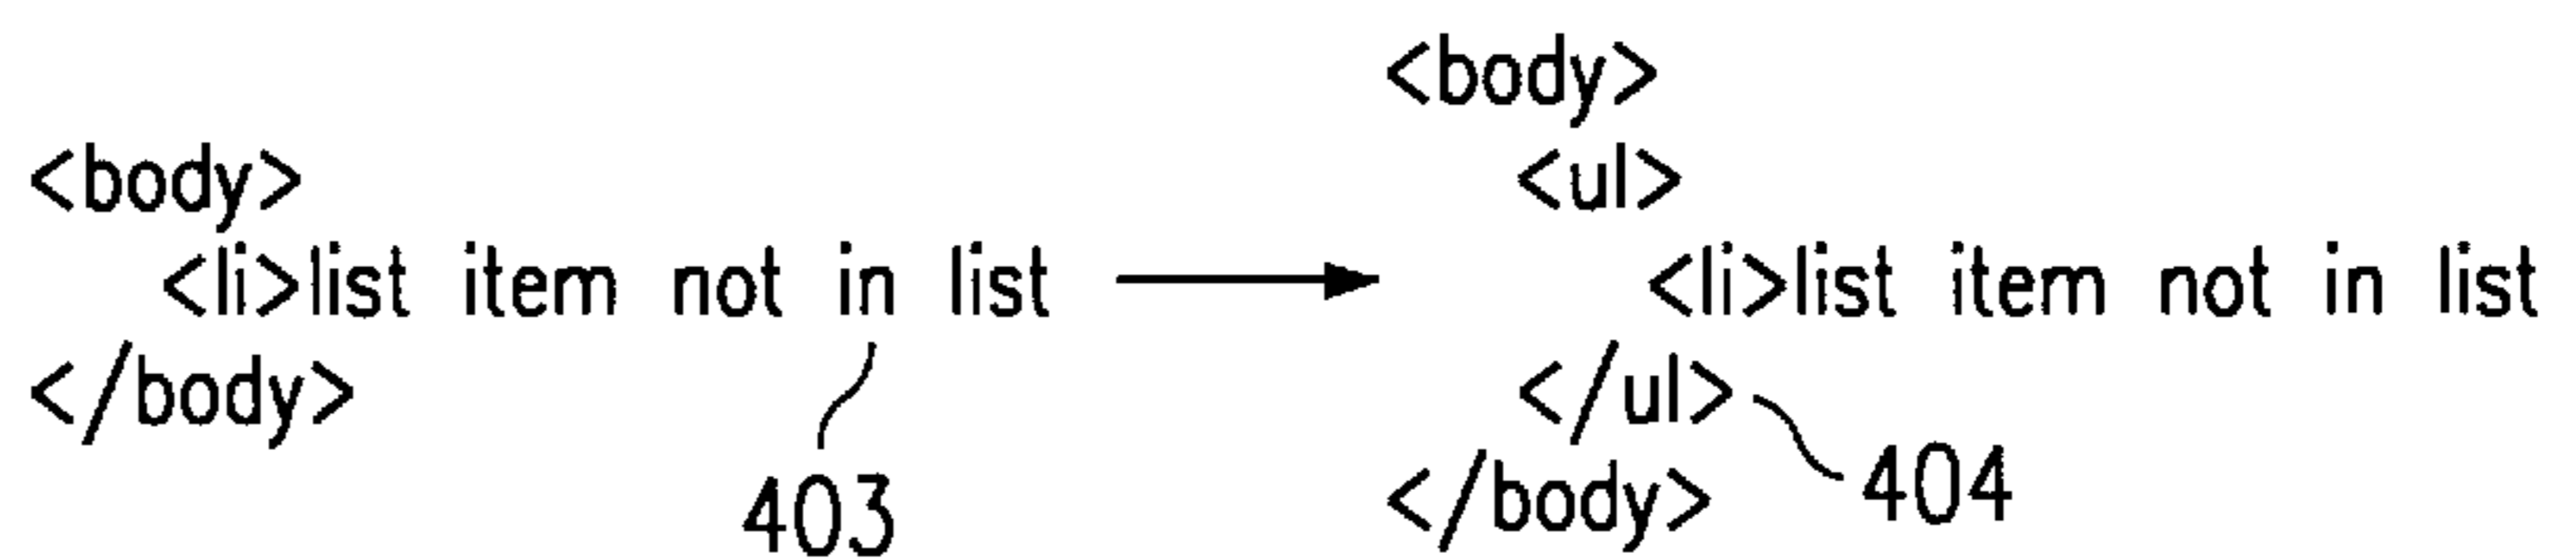 <body>
<li>list item not in list
</body>
403
<body>
<ul>
<li>list item not in list
</ul>
</body>
404